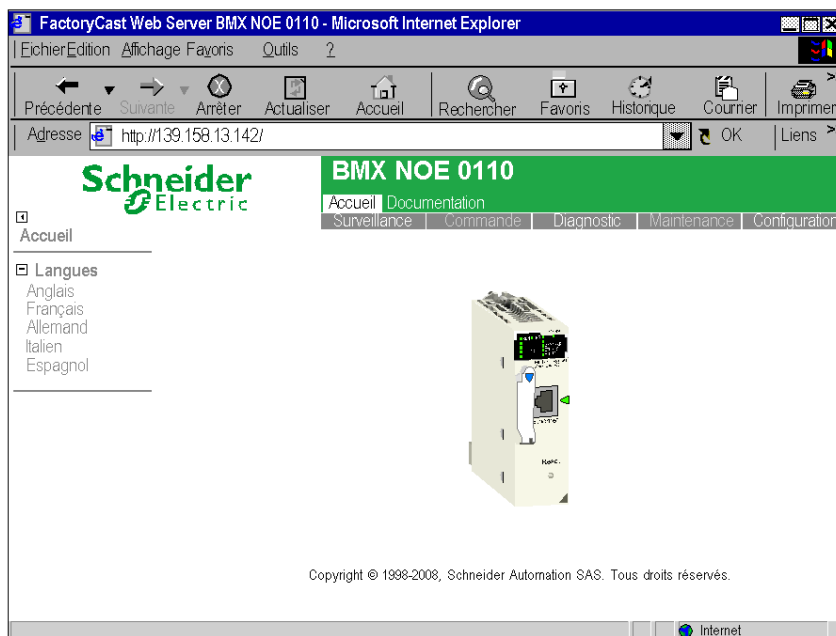 FactoryCast Web Server BMX NOE 0110 - Microsoft Internet Explorer
EichierEdition Affichage Favoris Outils ?
Précédente Suivante Arrêter Actualiser Accueil Rechercher Favoris Historique Courrier Imprimer >
Adresse http://139.158.13.142/ OK Liens >
Schneider Electric
BMX NOE 0110
Accueil Documentation
Surveillance Commande Diagnostic Maintenance Configuration
Accueil
Langues
Anglais
Français
Allemand
Italien
Espagnol
Copyright © 1998-2008, Schneider Automation SAS. Tous droits réservés.
Internet